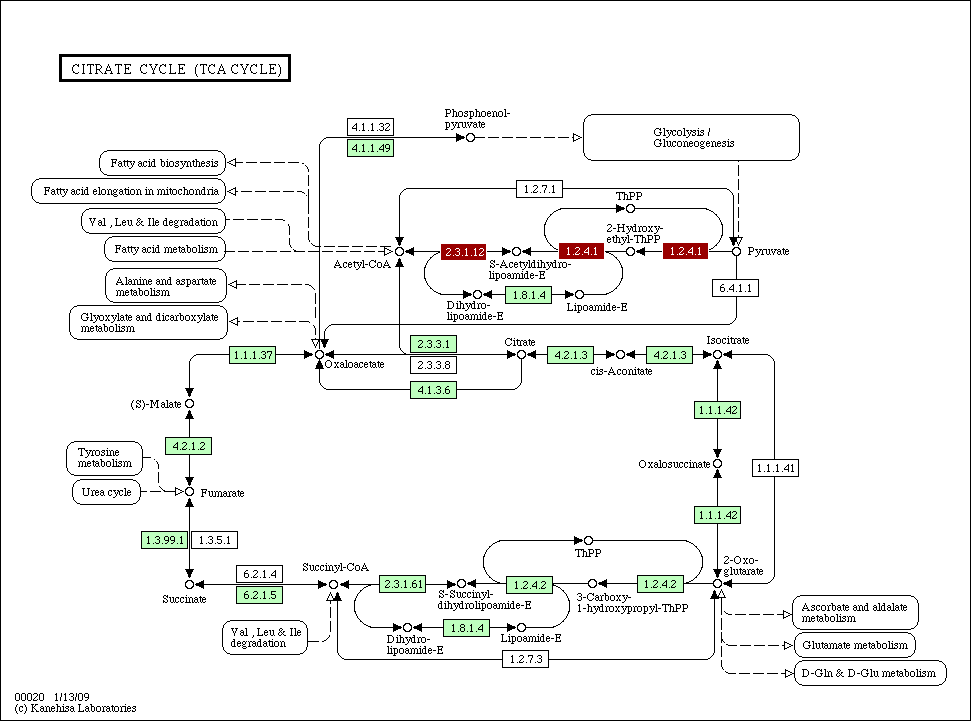 CITRATE CYCLE (TCA CYCLE)
Phosphoenol-
pyruvate
4.1.1.32
4.1.1.49
Glycolysis /
Gluconeogenesis
Fatty acid biosynthesis
Fatty acid elongation in mitochondria
Val , Leu & Ile degradation
Fatty acid metabolism
Alanine and aspartate
metabolism
Glyoxylate and dicarboxylate
metabolism
1.2.7.1
ThPP
2-Hydroxy-
ethyl-ThPP
Acetyl-CoA
2.3.1.12
S-Acetyldihydro-
lipoamide-E
1.2.4.1
1.2.4.1
Pyruvate
Dihydro-
lipoamide-E
1.8.1.4
Lipoamide-E
6.4.1.1
1.1.1.37
Oxaloacetate
2.3.3.1
2.3.3.8
4.1.3.6
Citrate
4.2.1.3
cis-Aconitate
4.2.1.3
Isocitrate
(S)-Malate
1.1.1.42
4.2.1.2
Tyrosine
metabolism
Urea cycle
Fumarate
Oxalosuccinate
1.1.1.41
1.1.1.42
1.3.99.1
1.3.5.1
ThPP
2-Oxo-
glutarate
Succinate
6.2.1.4
6.2.1.5
Succinyl-CoA
2.3.1.61
S-Succinyl-
dihydrolipoamide-E
1.2.4.2
3-Carboxy-
1-hydroxypropyl-ThPP
1.2.4.2
Val , Leu & Ile
degradation
Dihydro-
lipoamide-E
1.8.1.4
Lipoamide-E
1.2.7.3
Ascorbate and aldalate
metabolism
Glutamate metabolism
D-Gln & D-Glu metabolism
00020 1/13/09
(c) Kanehisa Laboratories